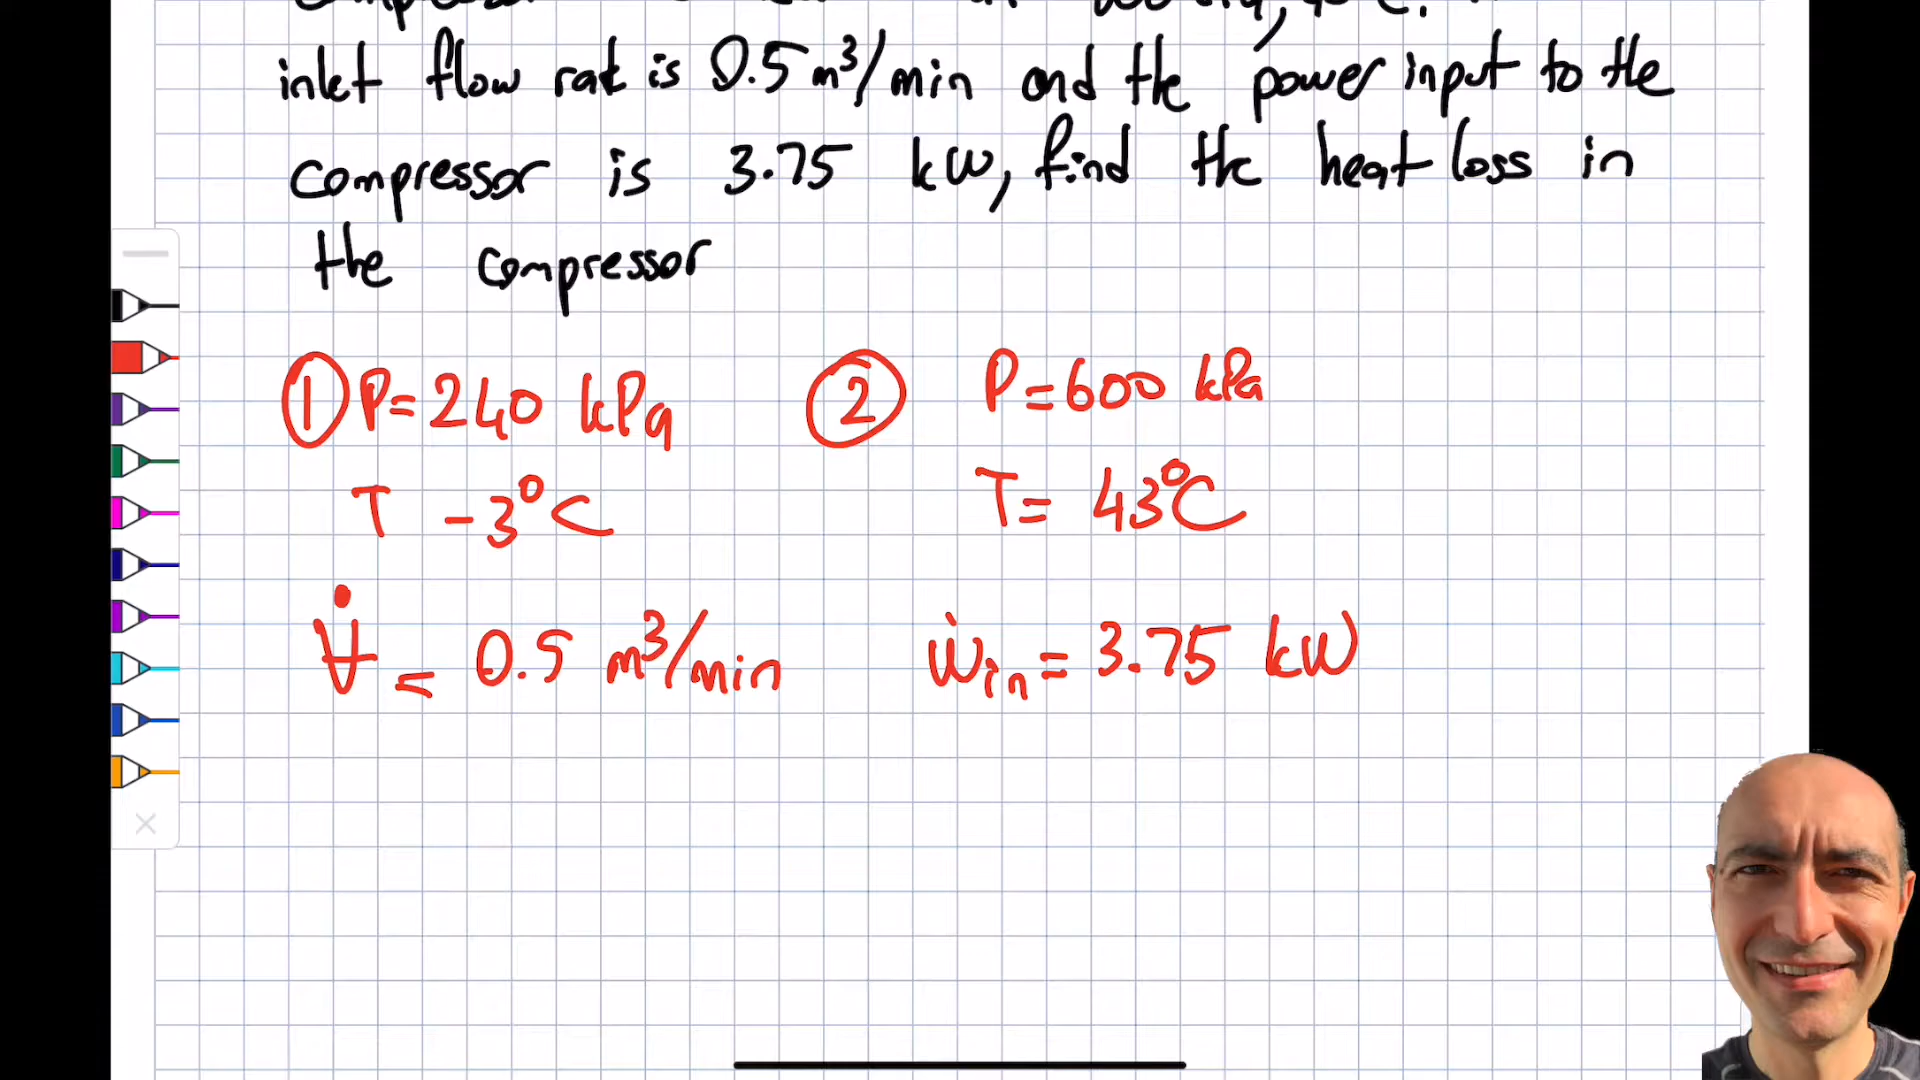 compressor
inlet flow rate is 0.5 m³/min and the power input to the
compressor is 3.75 kW, find the heat loss in
the compressor
① P = 240 kPa ② P = 600 kPa
T -3°C T = 43°C
V̇ = 0.5 m³/min Ẇin = 3.75 kW